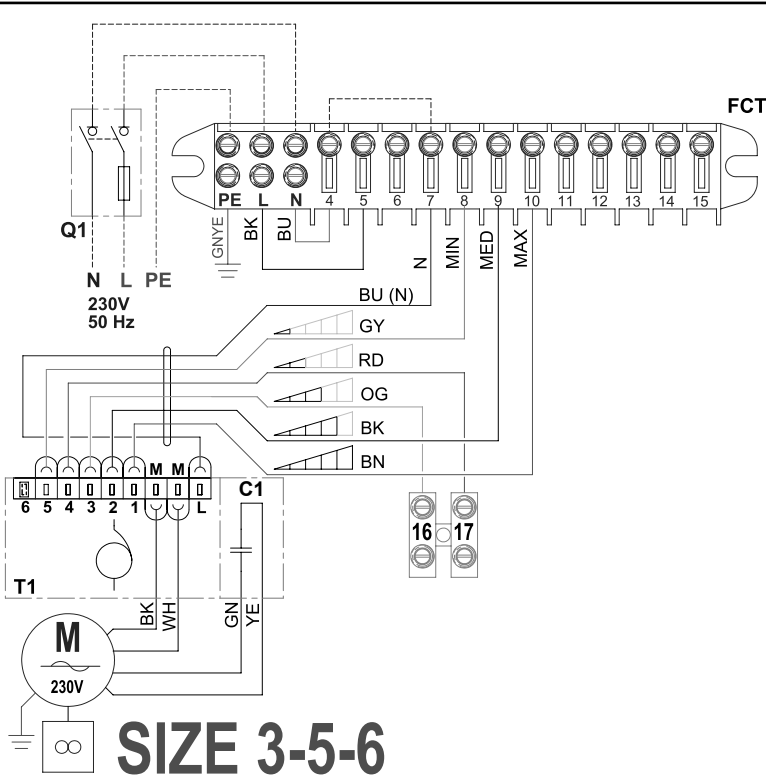 FCT
PE L N 4 5 6 7 8 9 10 11 12 13 14 15
Q1
GNYE
BK
BU
N
MIN
MED
MAX
N L PE
230V
50 Hz
BU (N)
GY
RD
OG
BK
BN
M M
6 5 4 3 2 1 L
C1
16 17
T1
BK
WH
GN
YE
M
230V
SIZE 3-5-6